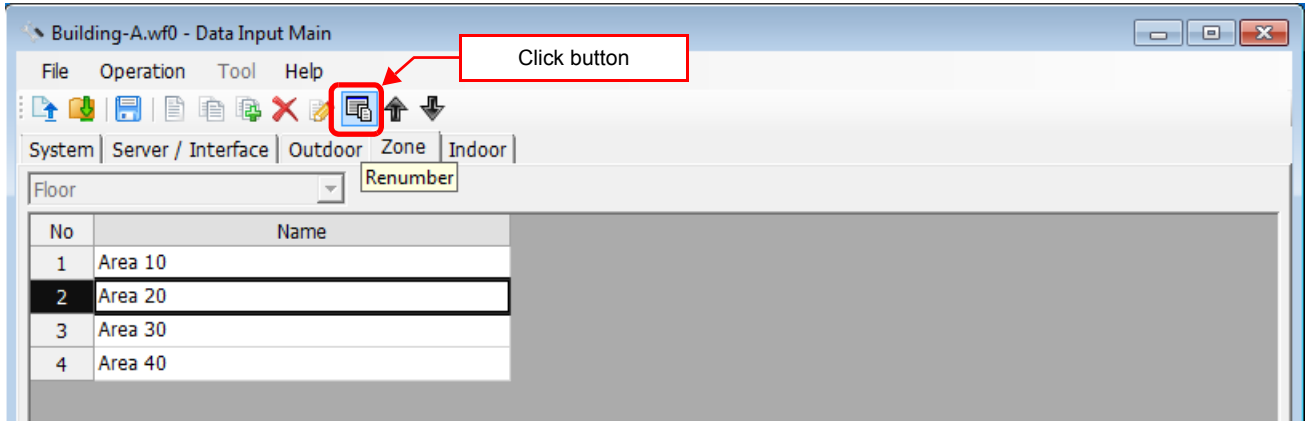 Building-A.wf0 - Data Input Main
Click button
File Operation Tool Help
System Server / Interface Outdoor Zone Indoor
Renumber
Floor
No Name
1 Area 10
2 Area 20
3 Area 30
4 Area 40